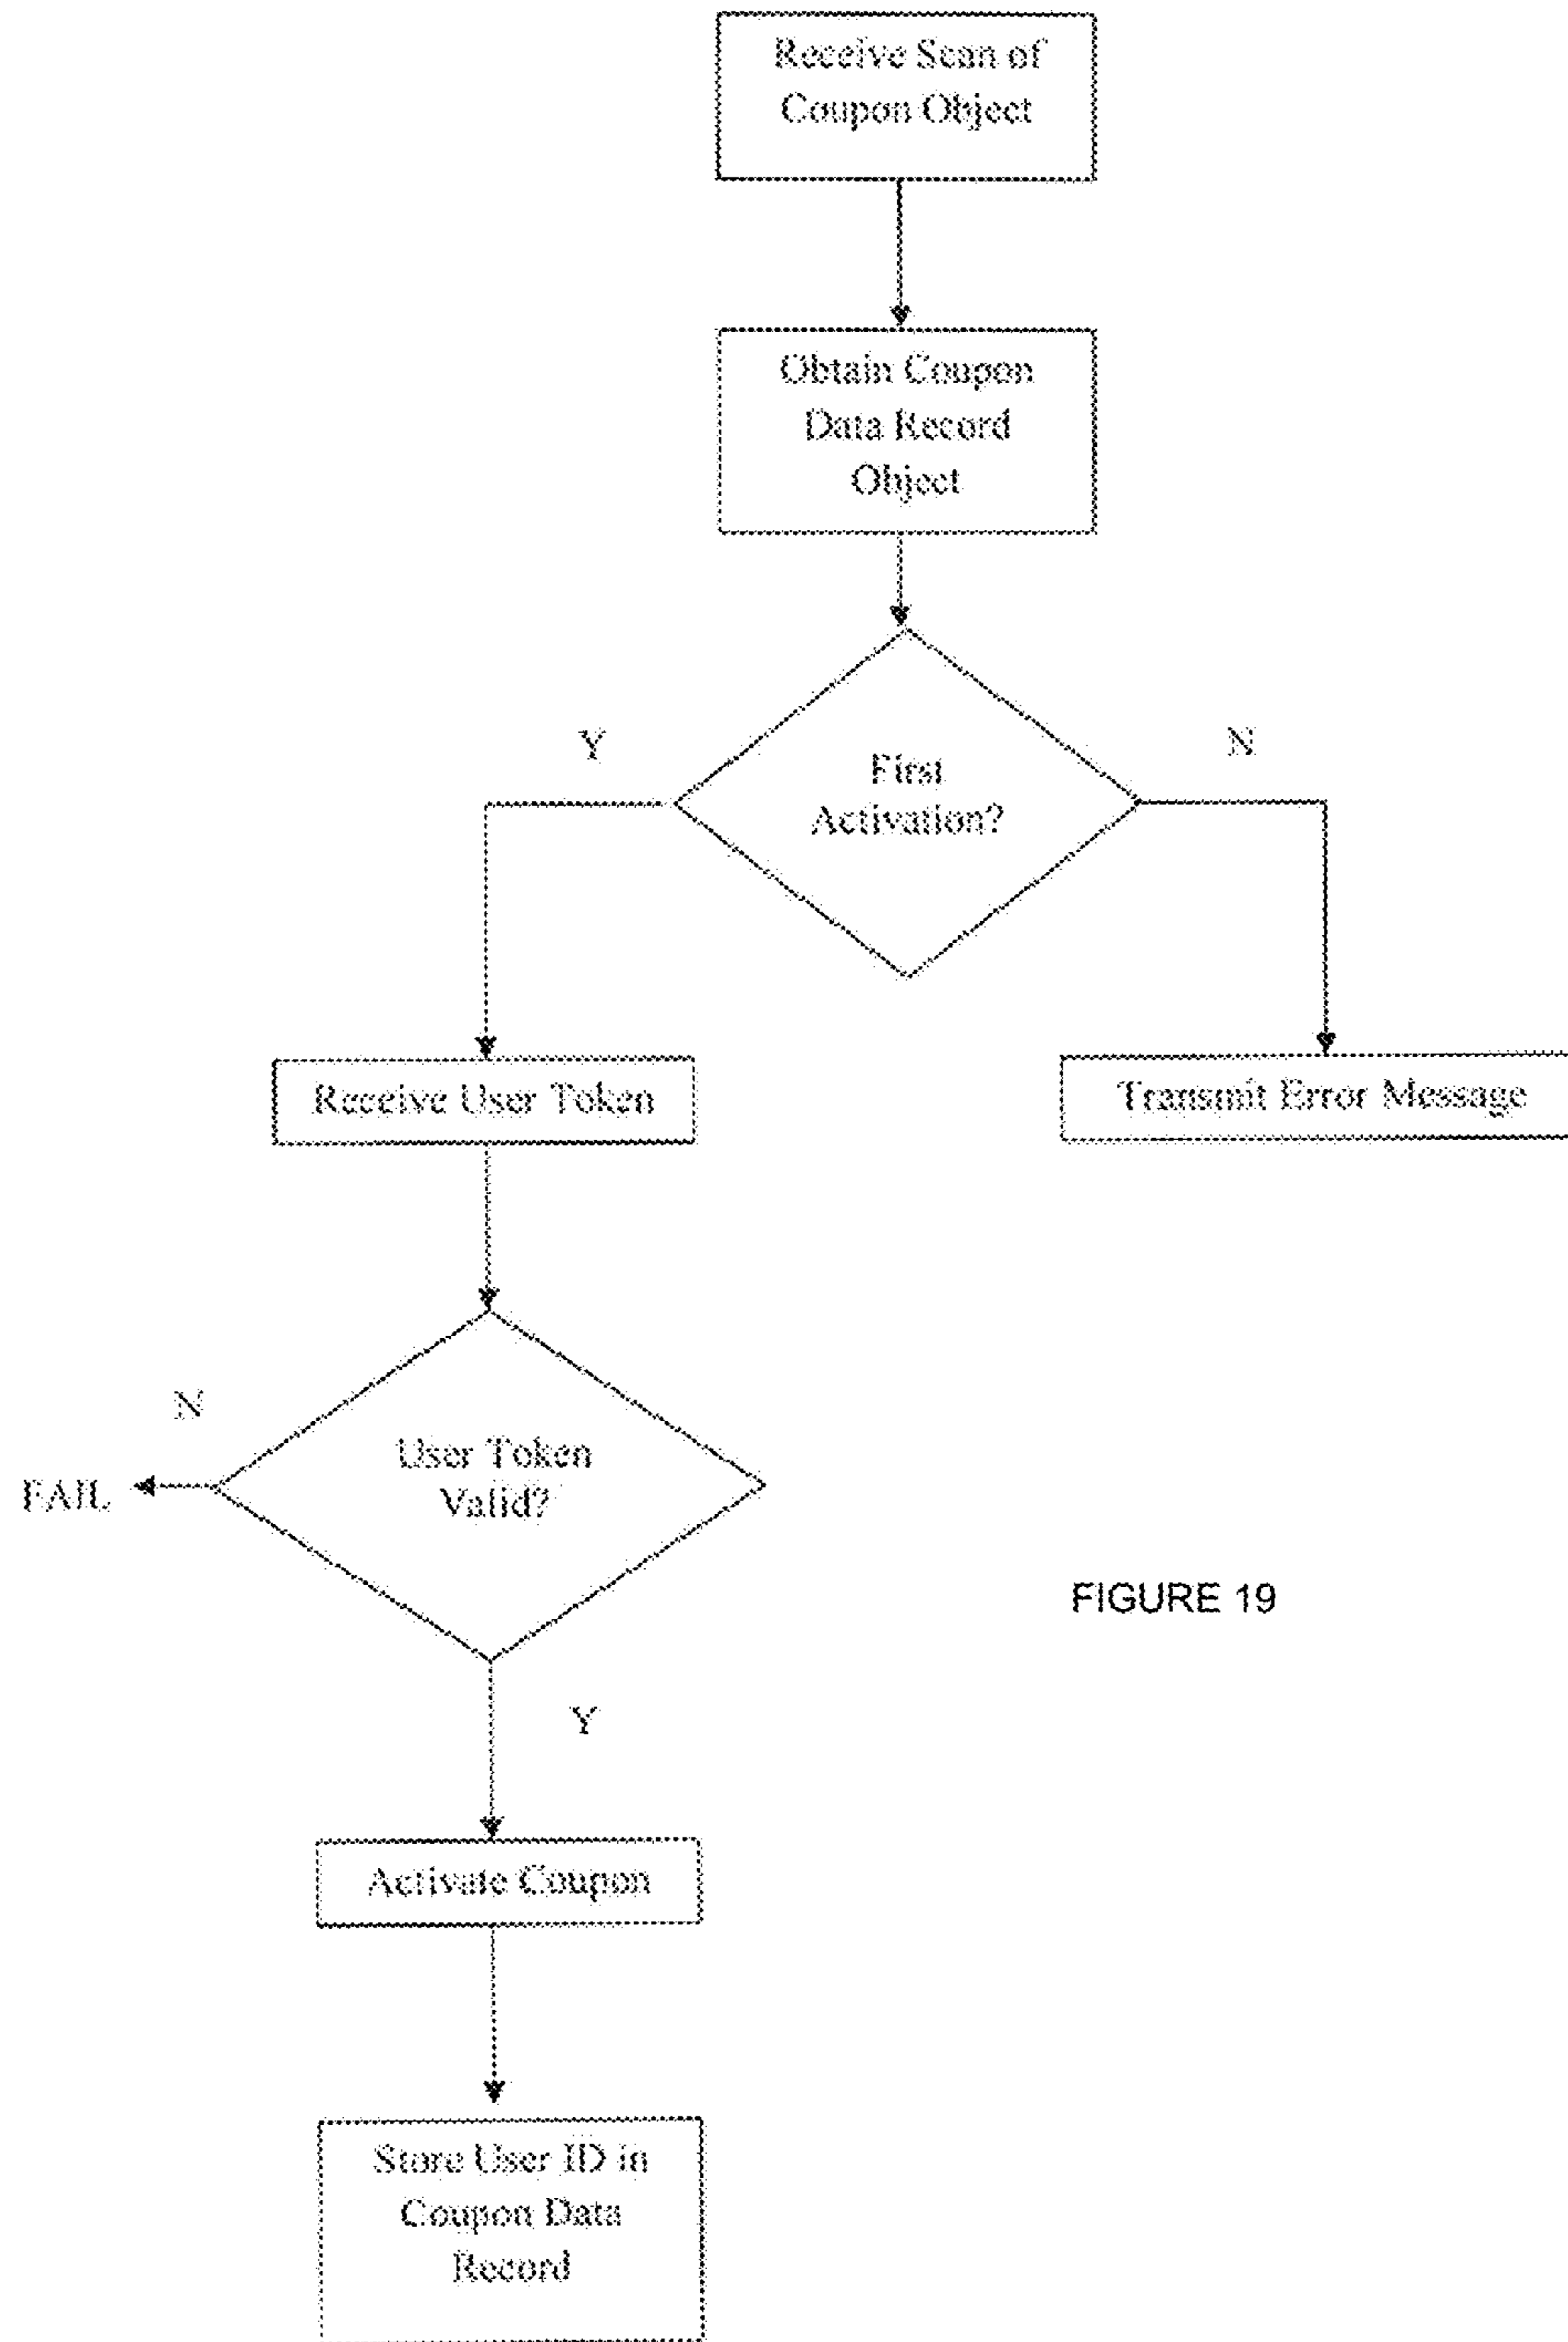 Receive Scan of
Coupon Object
Obtain Coupon
Data Record
Object
First
Activation?
Y
N
Receive User Token
Transmit Error Message
User Token
Valid?
N
FAIL
Y
Activate Coupon
Store User ID in
Coupon Data
Record
FIGURE 19